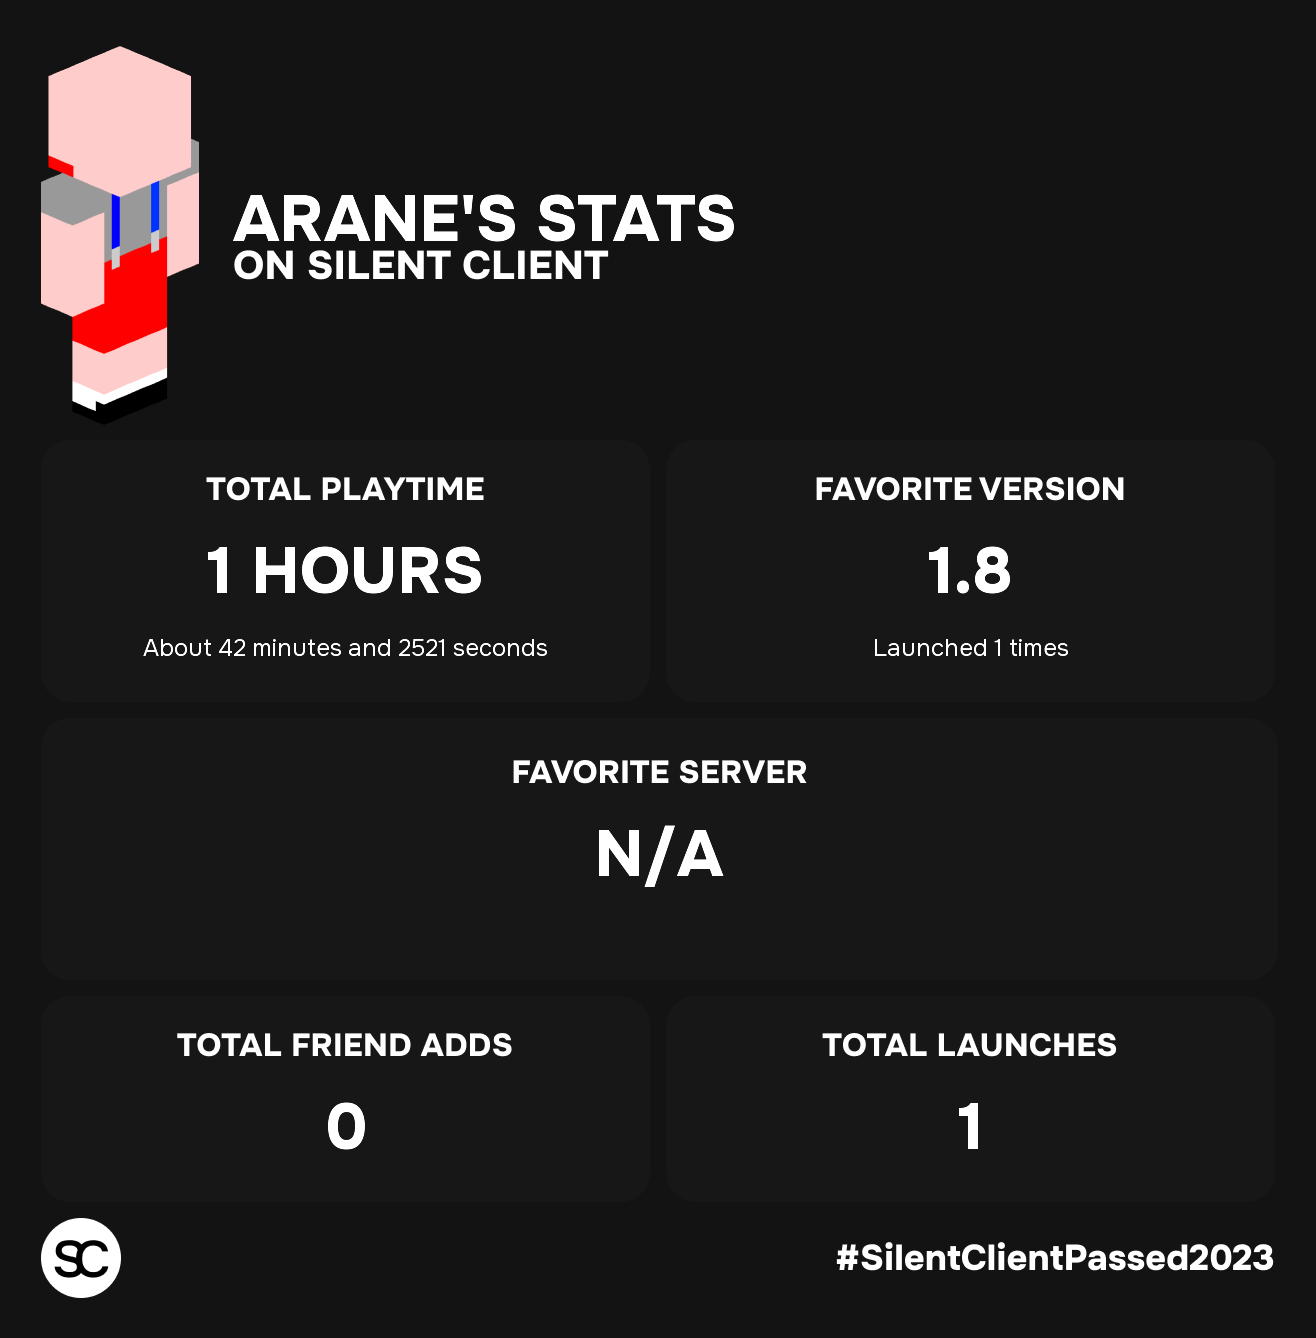 ARANE'S STATS
ON SILENT CLIENT
TOTAL PLAYTIME
1 HOURS
About 42 minutes and 2521 seconds
FAVORITE VERSION
1.8
Launched 1 times
FAVORITE SERVER
N/A
TOTAL FRIEND ADDS
0
TOTAL LAUNCHES
1
SC
#SilentClientPassed2023